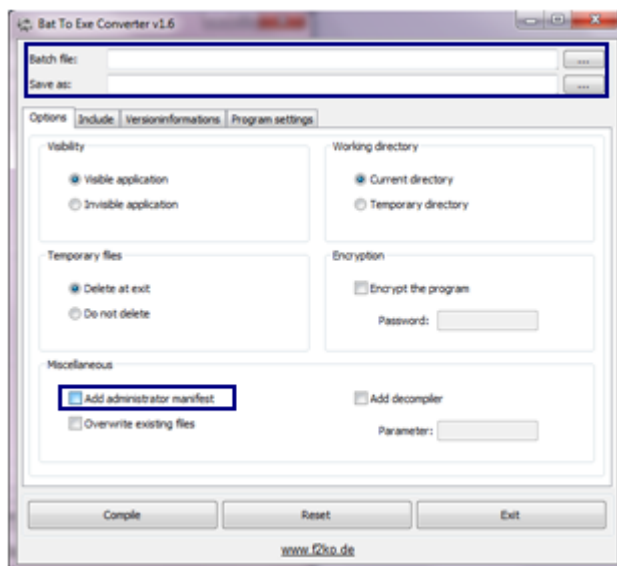 Bat To Exe Converter v1.6
Batch file: ...
Save as: ...
Options Include Versioninformations Program settings
Visibility Working directory
Visible application Current directory
Invisible application Temporary directory
Temporary files Encryption
Delete at exit Encrypt the program
Do not delete Password:
Miscellaneous
Add administrator manifest Add decompiler
Overwrite existing files Parameter:
Compile Reset Exit
www.f2ko.de